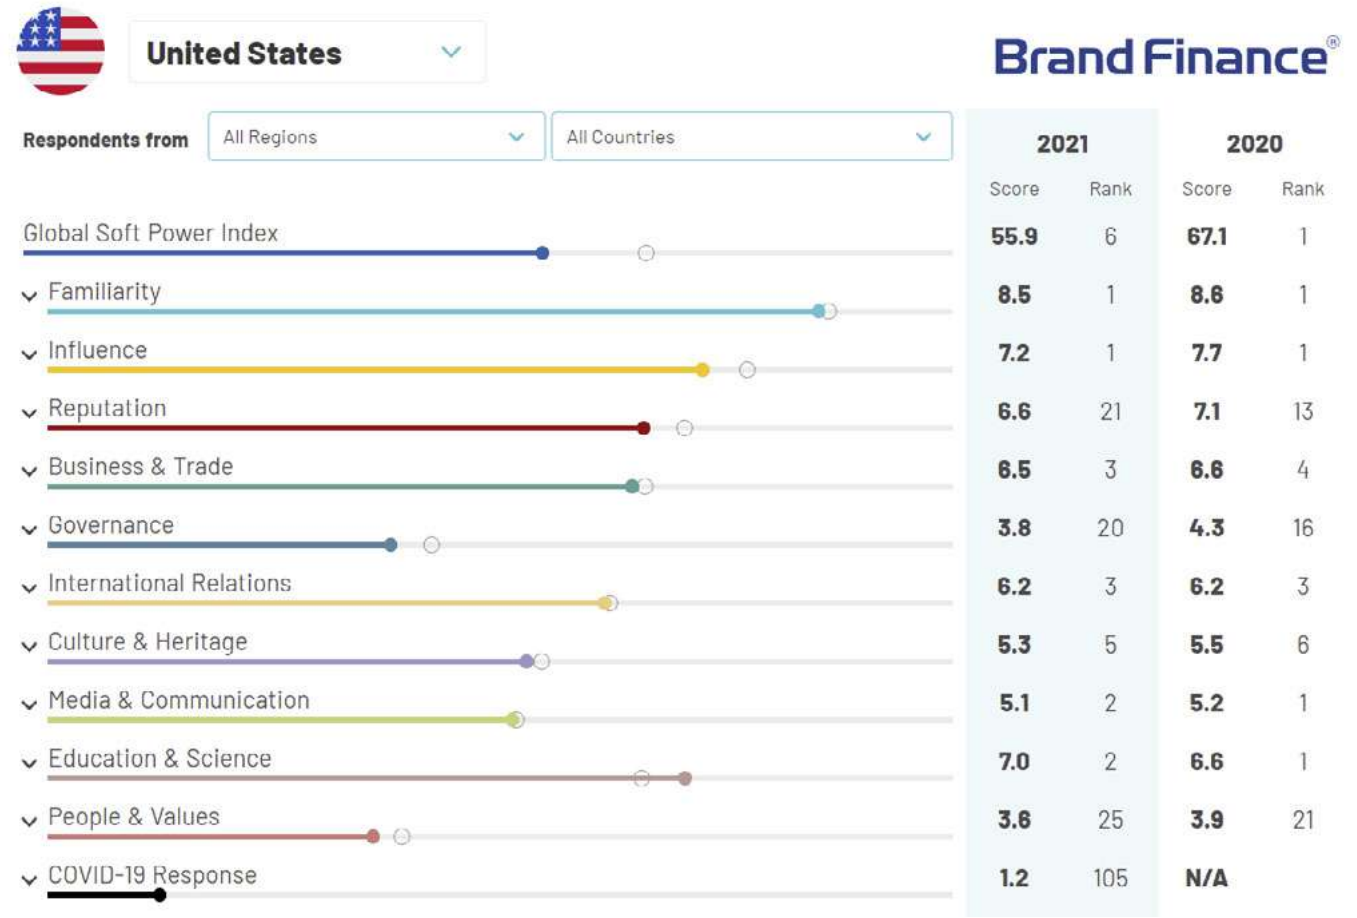 United States
Brand Finance®
Respondents from All Regions All Countries 2021 2020
Score Rank Score Rank
Global Soft Power Index 55.9 6 67.1 1
Familiarity 8.5 1 8.6 1
Influence 7.2 1 7.7 1
Reputation 6.6 21 7.1 13
Business & Trade 6.5 3 6.6 4
Governance 3.8 20 4.3 16
International Relations 6.2 3 6.2 3
Culture & Heritage 5.3 5 5.5 6
Media & Communication 5.1 2 5.2 1
Education & Science 7.0 2 6.6 1
People & Values 3.6 25 3.9 21
COVID-19 Response 1.2 105 N/A